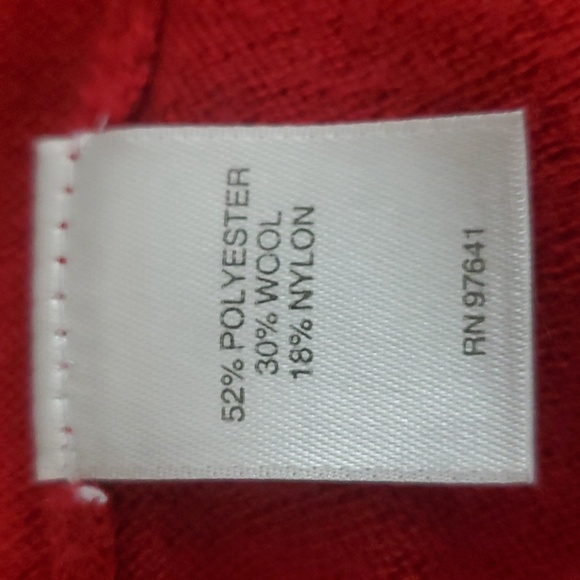 52% POLYESTER
30% WOOL
18% NYLON
RN 97641